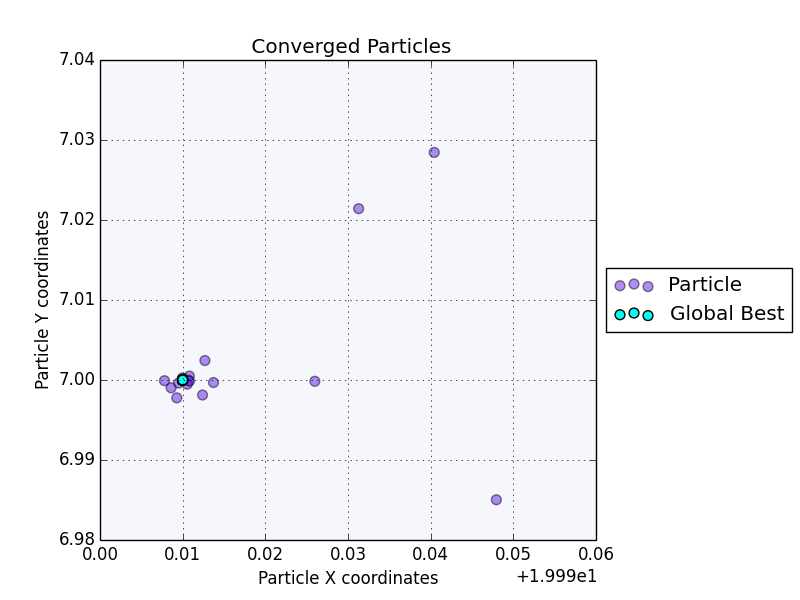 Converged Particles
7.04
7.03
7.02
7.01
7.00
6.99
6.98
Particle Y coordinates
0.00 0.01 0.02 0.03 0.04 0.05 0.06
+1.999e1
Particle X coordinates
Particle
Global Best